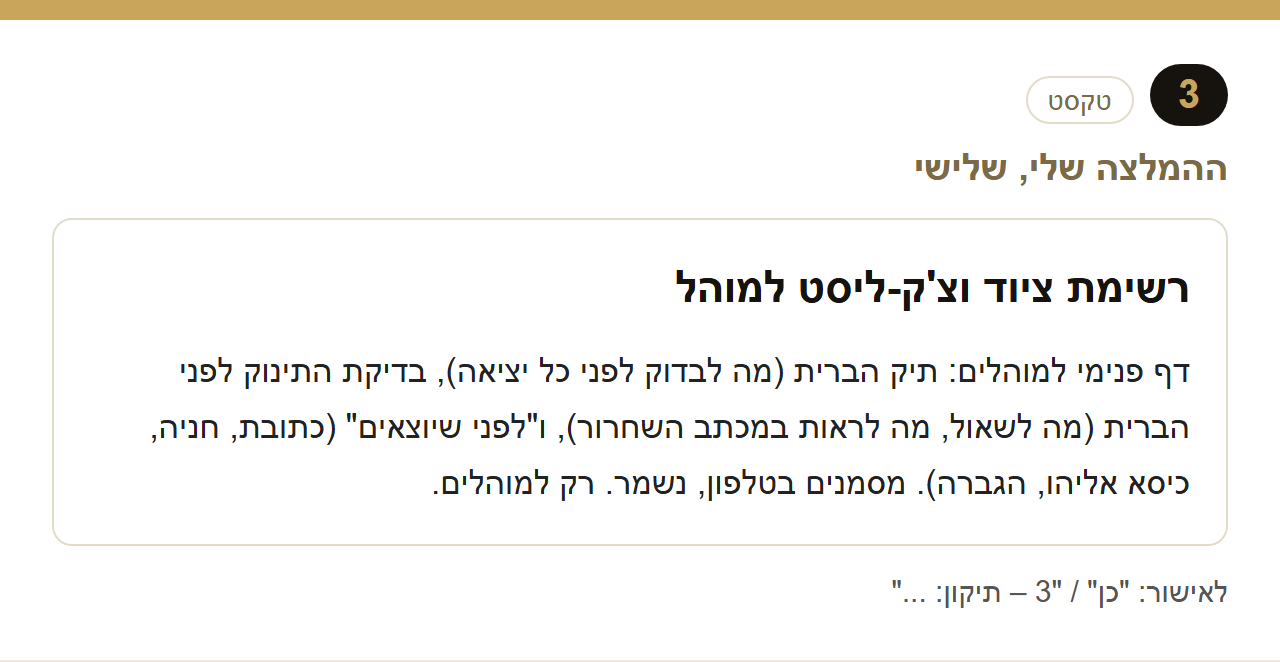 3
טקסט
ההמלצה שלי, שלישי
רשימת ציוד וצ'ק-ליסט למוהל
דף פנימי למוהלים: תיק הברית (מה לבדוק לפני כל יציאה), בדיקת התינוק לפני
הברית (מה לשאול, מה לראות במכתב השחרור), ו"לפני שיוצאים" (כתובת, חניה,
כיסא אליהו, הגברה). מסמנים בטלפון, נשמר. רק למוהלים.
לאישור: "כן" / "3 – תיקון: ..."